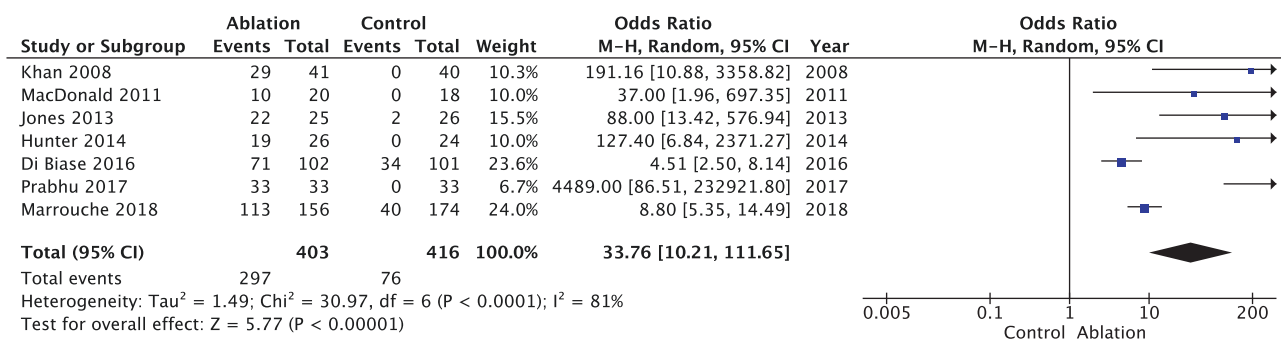 Ablation Control Odds Ratio Odds Ratio
Study or Subgroup Events Total Events Total Weight M–H, Random, 95% CI Year M–H, Random, 95% CI
Khan 2008 29 41 0 40 10.3% 191.16 [10.88, 3358.82] 2008
MacDonald 2011 10 20 0 18 10.0% 37.00 [1.96, 697.35] 2011
Jones 2013 22 25 2 26 15.5% 88.00 [13.42, 576.94] 2013
Hunter 2014 19 26 0 24 10.0% 127.40 [6.84, 2371.27] 2014
Di Biase 2016 71 102 34 101 23.6% 4.51 [2.50, 8.14] 2016
Prabhu 2017 33 33 0 33 6.7% 4489.00 [86.51, 232921.80] 2017
Marrouche 2018 113 156 40 174 24.0% 8.80 [5.35, 14.49] 2018
Total (95% CI) 403 416 100.0% 33.76 [10.21, 111.65]
Total events 297 76
Heterogeneity: Tau² = 1.49; Chi² = 30.97, df = 6 (P < 0.0001); I² = 81%
Test for overall effect: Z = 5.77 (P < 0.00001)
0.005 0.1 1 10 200
Control Ablation